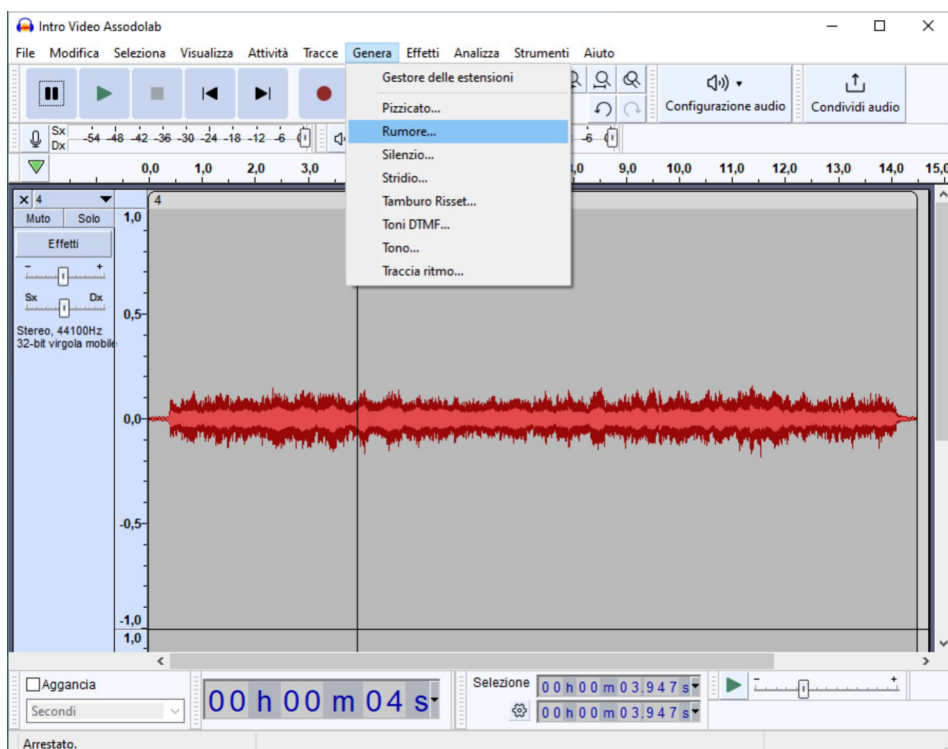 Intro Video Assodolab
File Modifica Seleziona Visualizza Attività Tracce Genera Effetti Analizza Strumenti Aiuto
Gestore delle estensioni
Pizzicato...
Rumore...
Silenzio...
Stridio...
Tamburo Risset...
Toni DTMF...
Tono...
Traccia ritmo...
Configurazione audio
Condividi audio
Sx
Dx
-54 -48 -42 -36 -30 -24 -18 -12 -6
-6
0,0 1,0 2,0 3,0 9,0 10,0 11,0 12,0 13,0 14,0 15,0
4
4
Muto Solo
Effetti
- +
Sx Dx
Stereo, 44100Hz
32-bit virgola mobile
1,0
0,5
0,0
-0,5
-1,0
1,0
Aggancia
Secondi
00 h 00 m 04 s
Selezione
00 h 00 m 03.947 s
00 h 00 m 03.947 s
- +
Arrestato.